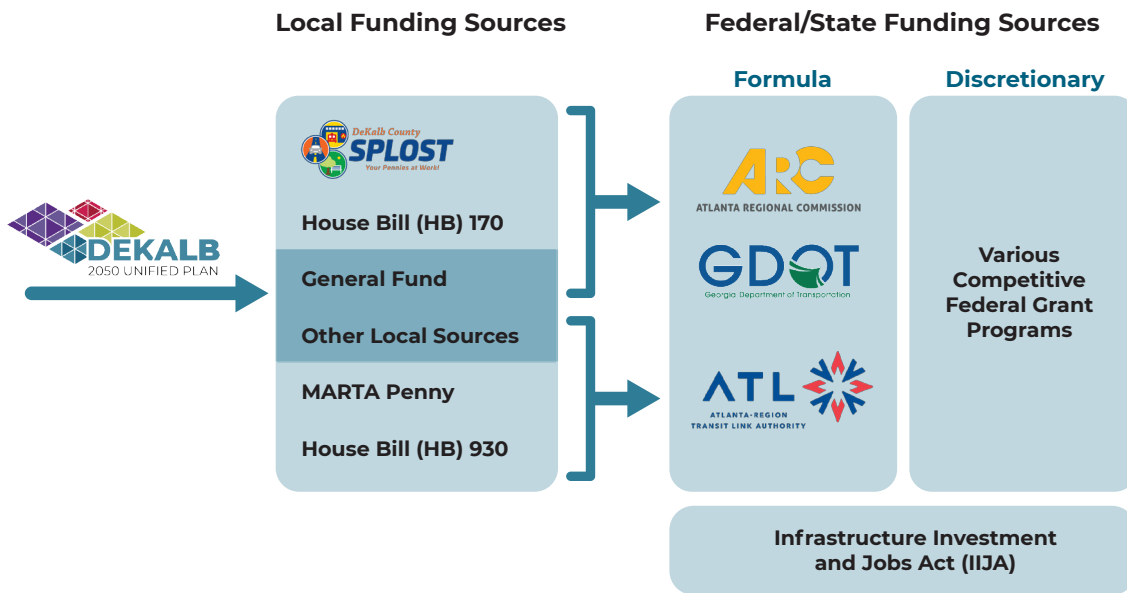 Local Funding Sources
Federal/State Funding Sources
Formula
Discretionary
DeKalb County
SPLOST
Your Pennies at Work!
House Bill (HB) 170
General Fund
Other Local Sources
MARTA Penny
House Bill (HB) 930
DEKALB
2050 UNIFIED PLAN
ARC
ATLANTA REGIONAL COMMISSION
GDOT
Georgia Department of Transportation
ATL
ATLANTA-REGION
TRANSIT LINK AUTHORITY
Various
Competitive
Federal Grant
Programs
Infrastructure Investment
and Jobs Act (IIJA)